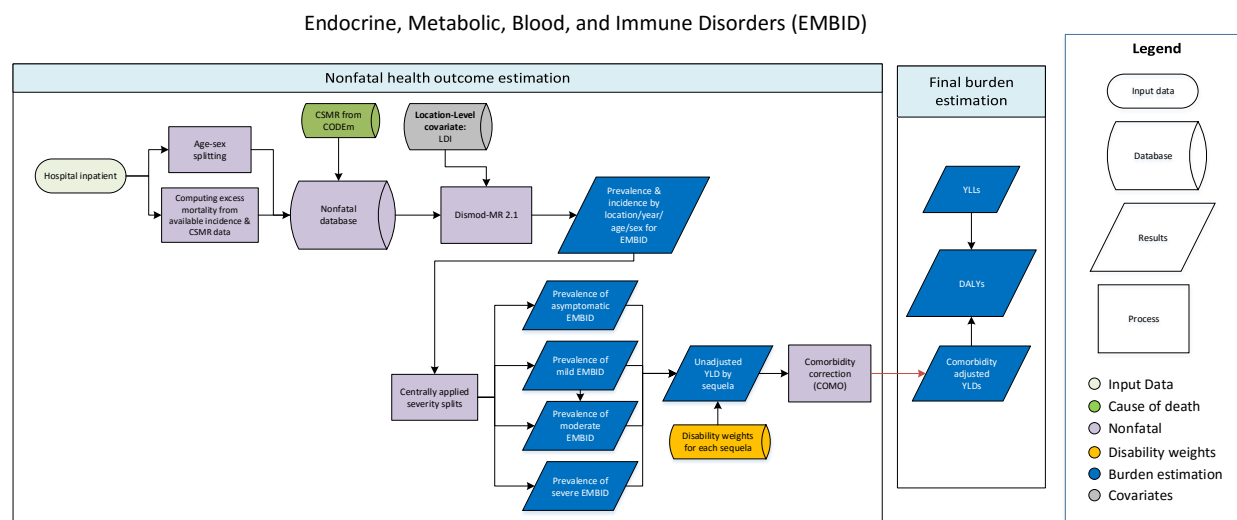 Endocrine, Metabolic, Blood, and Immune Disorders (EMBID)
Nonfatal health outcome estimation
Hospital inpatient
Age-sex
splitting
Computing excess
mortality from
available incidence &
CSMR data
CSMR from
CODEm
Nonfatal
database
Location-Level
covariate:
LDI
Dismod-MR 2.1
Prevalence &
incidence by
location/year/
age/sex for
EMBID
Centrally applied
severity splits
Prevalence of
asymptomatic
EMBID
Prevalence of
mild EMBID
Prevalence of
moderate
EMBID
Prevalence of
severe EMBID
Unadjusted
YLD by
sequela
Disability weights
for each sequela
Comorbidity
correction
(COMO)
Final burden
estimation
YLLs
DALYs
Comorbidity
adjusted
YLDs
Legend
Input data
Database
Results
Process
Input Data
Cause of death
Nonfatal
Disability weights
Burden estimation
Covariates